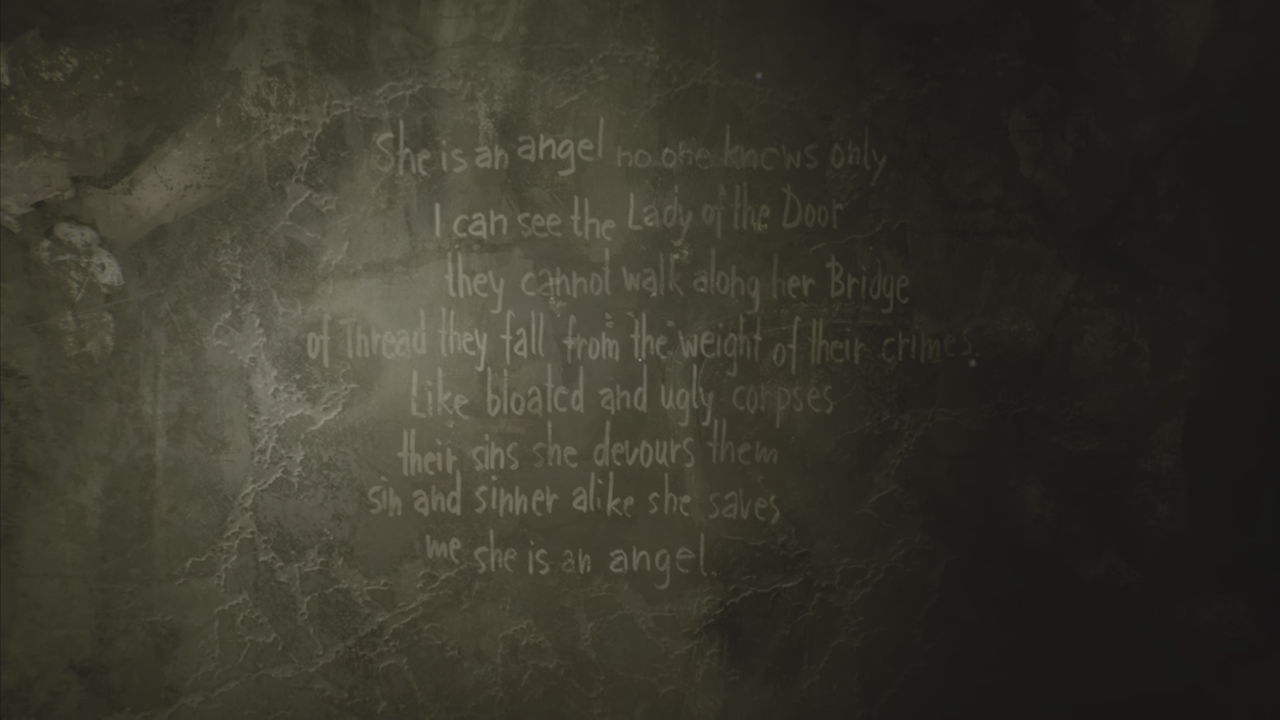 She is an angel no one knows only
I can see the Lady of the Door
they cannot walk along her Bridge
of Thread they fall from the weight of their crimes
Like bloated and ugly corpses
their sins she devours them
sin and sinner alike she saves
me she is an angel.